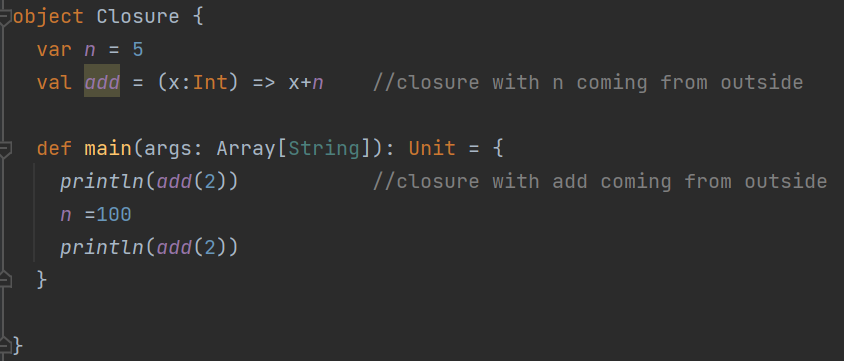 object Closure {
  var n = 5
  val add = (x:Int) => x+n    //closure with n coming from outside
  def main(args: Array[String]): Unit = {
    println(add(2))           //closure with add coming from outside
    n =100
    println(add(2))
  }
}